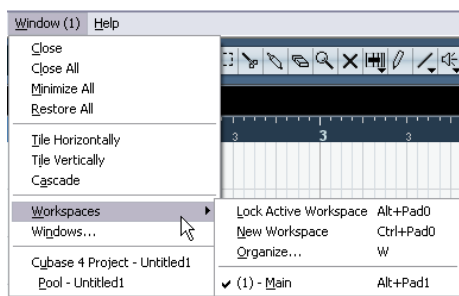 Window (1) Help
Close
Close All
Minimize All
Restore All
3 3 3
Tile Horizontally
Tile Vertically
Cascade
Workspaces
Windows...
Cubase 4 Project - Untitled1
Pool - Untitled1
Lock Active Workspace Alt+Pad0
New Workspace Ctrl+Pad0
Organize... W
✓ (1) - Main Alt+Pad1